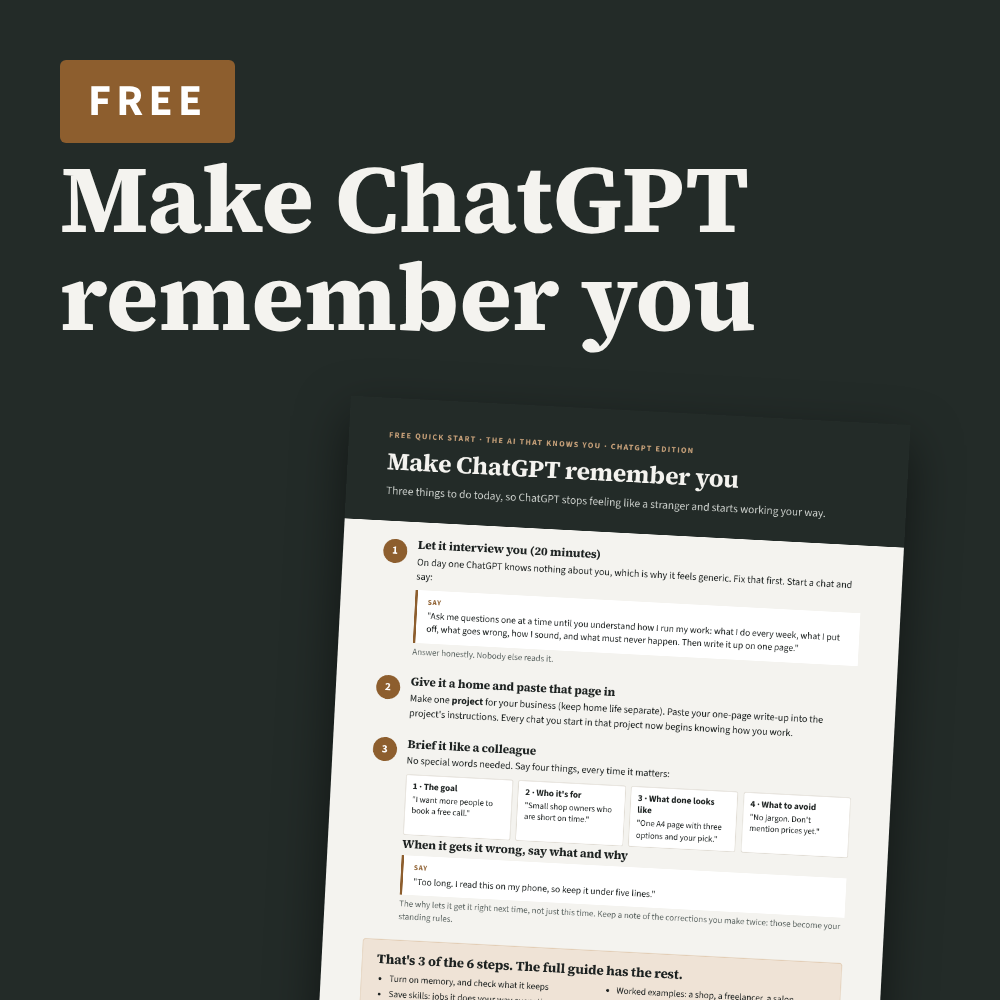 FREE
Make ChatGPT
remember you
FREE QUICK START · THE AI THAT KNOWS YOU · CHATGPT EDITION
Make ChatGPT remember you
Three things to do today, so ChatGPT stops feeling like a stranger and starts working your way.
1
Let it interview you (20 minutes)
On day one ChatGPT knows nothing about you, which is why it feels generic. Fix that first. Start a chat and
say:
SAY
"Ask me questions one at a time until you understand how I run my work: what I do every week, what I put
off, what goes wrong, how I sound, and what must never happen. Then write it up on one page."
Answer honestly. Nobody else reads it.
2
Give it a home and paste that page in
Make one project for your business (keep home life separate). Paste your one-page write-up into the
project's instructions. Every chat you start in that project now begins knowing how you work.
3
Brief it like a colleague
No special words needed. Say four things, every time it matters:
1 · The goal
"I want more people to
book a free call."
2 · Who it's for
"Small shop owners who
are short on time."
3 · What done looks
like
"One A4 page with three
options and your pick."
4 · What to avoid
"No jargon. Don't
mention prices yet."
When it gets it wrong, say what and why
SAY
"Too long. I read this on my phone, so keep it under five lines."
The why lets it get it right next time, not just this time. Keep a note of the corrections you make twice: those become your
standing rules.
That's 3 of the 6 steps. The full guide has the rest.
• Turn on memory, and check what it keeps
• Save skills: jobs it does your way
• Worked examples: a shop, a freelancer, a salon